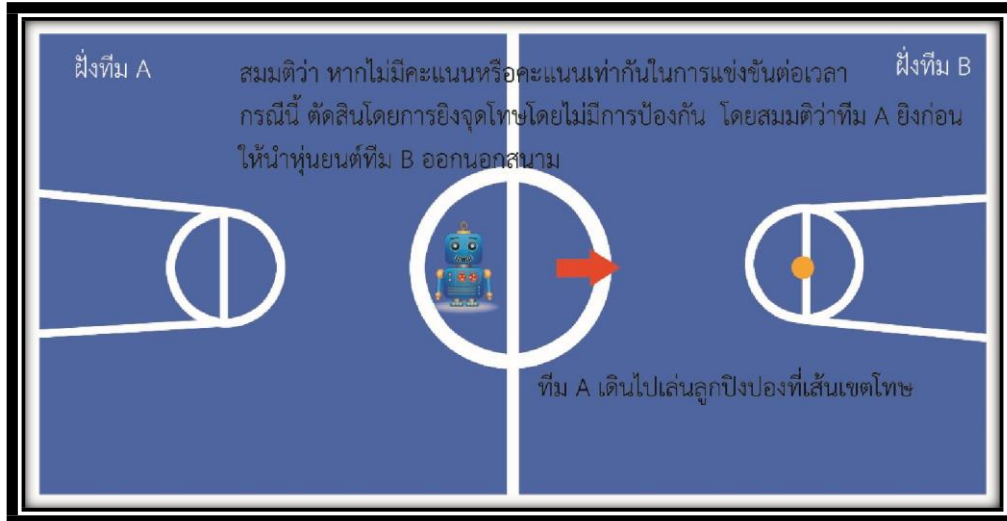 ฝั่งทีม A
ฝั่งทีม B
สมมติว่า หากไม่มีคะแนนหรือคะแนนเท่ากันในการแข่งขันต่อเวลา
กรณีนี้ ตัดสินโดยการยิงจุดโทษโดยไม่มีการป้องกัน โดยสมมติว่าทีม A ยิงก่อน
ให้นำหุ่นยนต์ทีม B ออกนอกสนาม
ทีม A เดินไปเล่นลูกปิงปองที่เส้นเขตโทษ